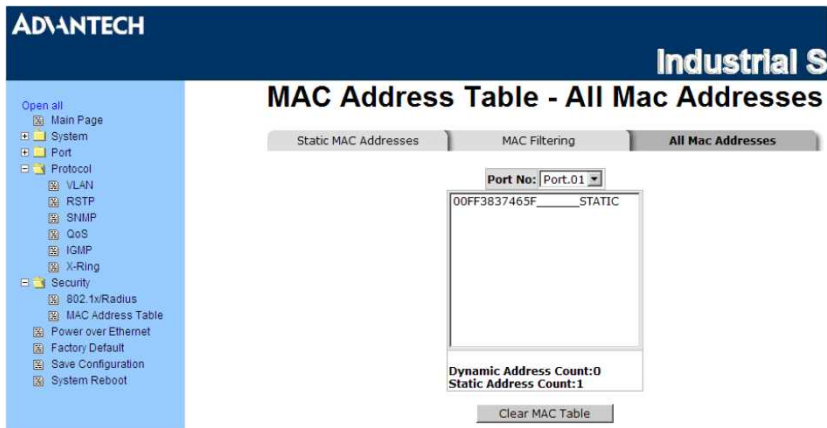 ADVANTECH
Industrial S
Open all
Main Page
System
Port
Protocol
VLAN
RSTP
SNMP
QoS
IGMP
X-Ring
Security
802.1x/Radius
MAC Address Table
Power over Ethernet
Factory Default
Save Configuration
System Reboot
MAC Address Table - All Mac Addresses
Static MAC Addresses MAC Filtering All Mac Addresses
Port No: Port.01
00FF3837465F______STATIC
Dynamic Address Count:0
Static Address Count:1
Clear MAC Table